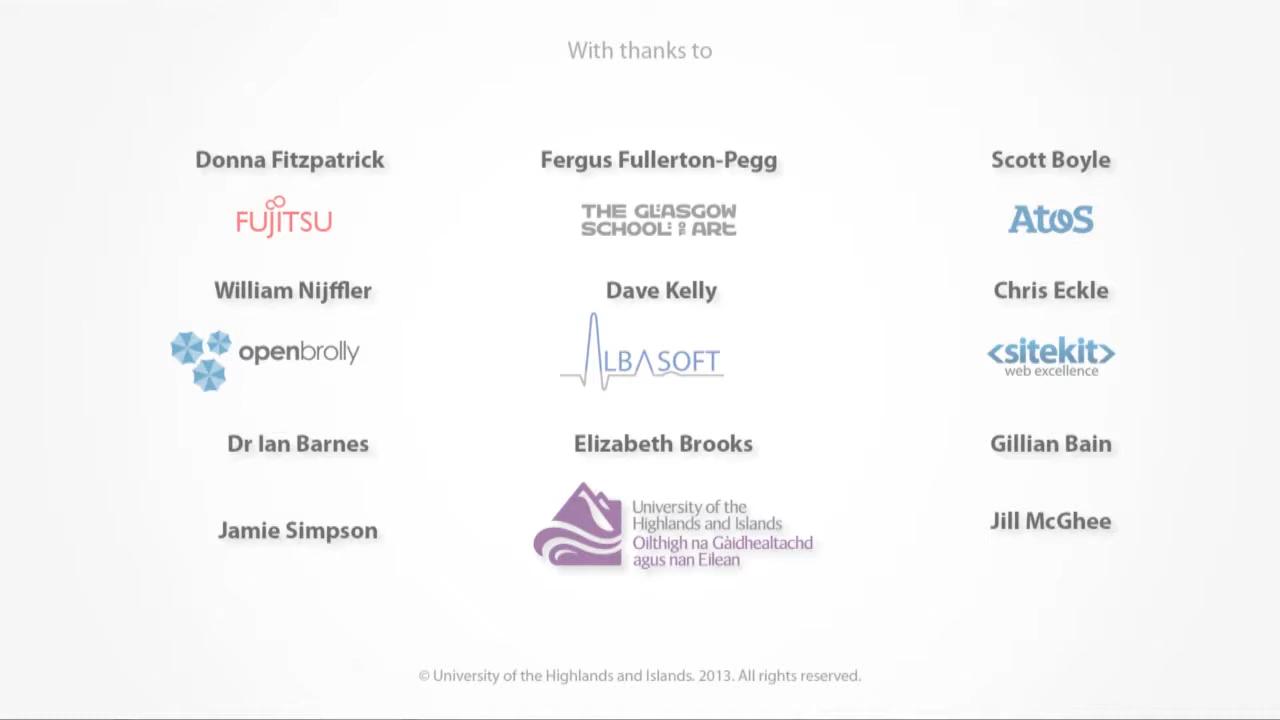 With thanks to
Donna Fitzpatrick
Fergus Fullerton-Pegg
Scott Boyle
FUJITSU
THE GLASGOW
SCHOOL OF ART
Atos
William Nijffler
Dave Kelly
Chris Eckle
openbrolly
ALBASOFT
<sitekit>
web excellence
Dr Ian Barnes
Elizabeth Brooks
Gillian Bain
Jamie Simpson
University of the
Highlands and Islands
Oilthigh na Gàidhealtachd
agus nan Eilean
Jill McGhee
© University of the Highlands and Islands. 2013. All rights reserved.